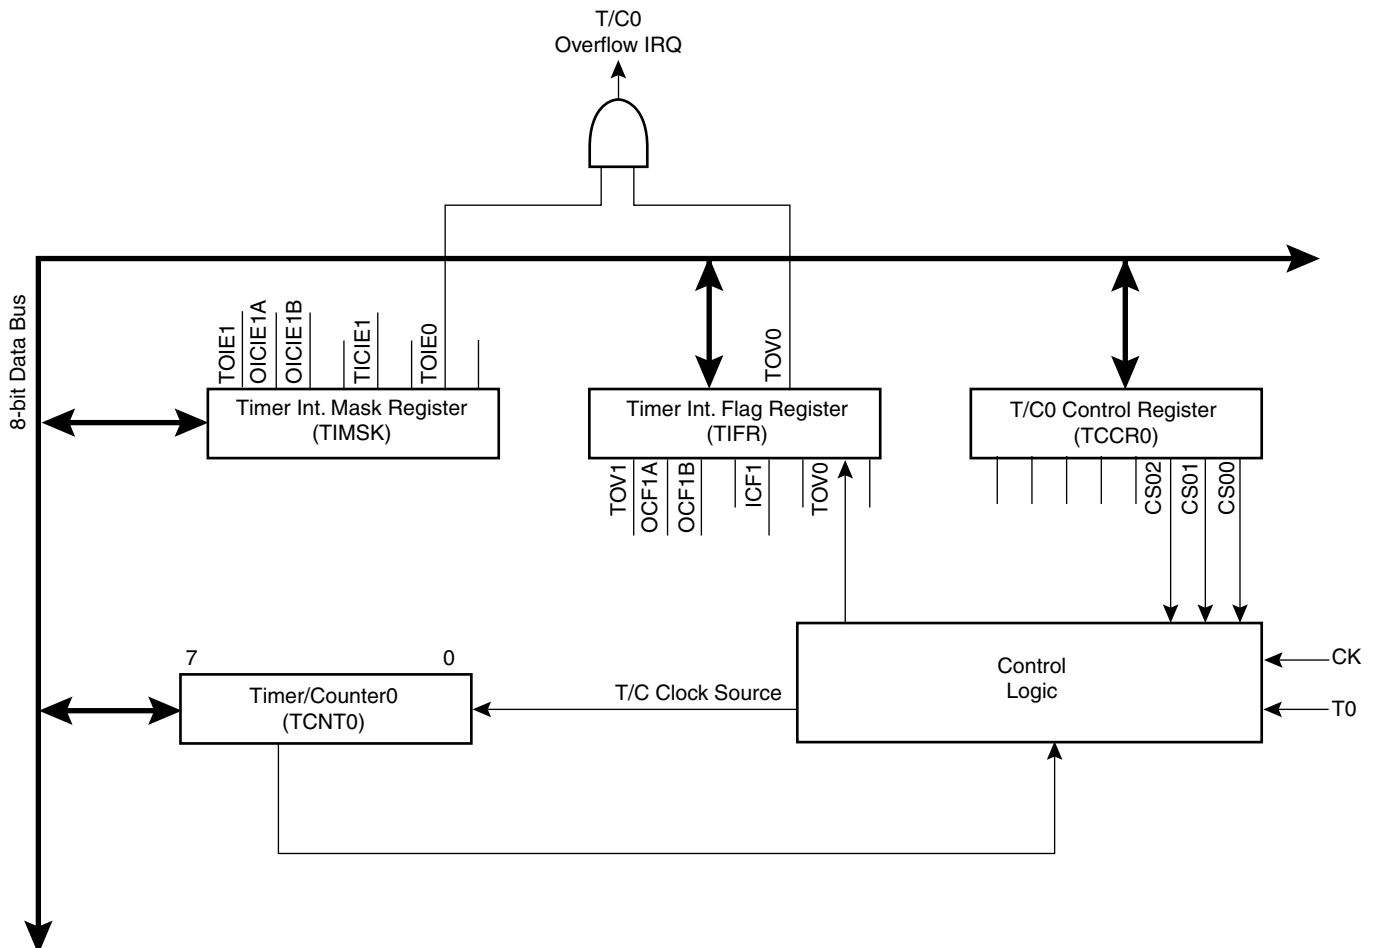 T/C0
Overflow IRQ
8-bit Data Bus
TOIE1
OICIE1A
OICIE1B
TICIE1
TOIE0
TOV0
Timer Int. Mask Register
(TIMSK)
Timer Int. Flag Register
(TIFR)
T/C0 Control Register
(TCCR0)
TOV1
OCF1A
OCF1B
ICF1
TOV0
CS02
CS01
CS00
7
0
Timer/Counter0
(TCNT0)
T/C Clock Source
Control
Logic
CK
T0